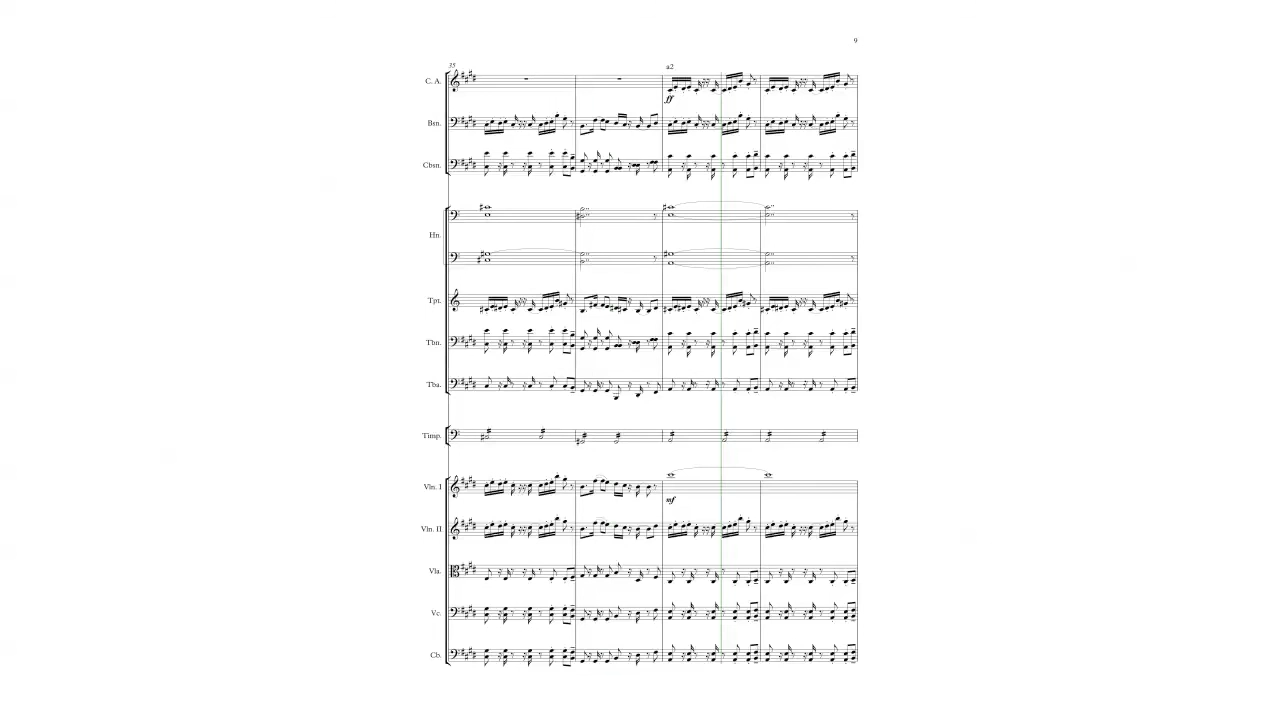 9
35
a2
C. A.
ff
Bsn.
Cbsn.
Hn.
Tpt.
Tbn.
Tba.
Timp.
Vln. I
mf
Vln. II
Vla.
Vc.
Cb.